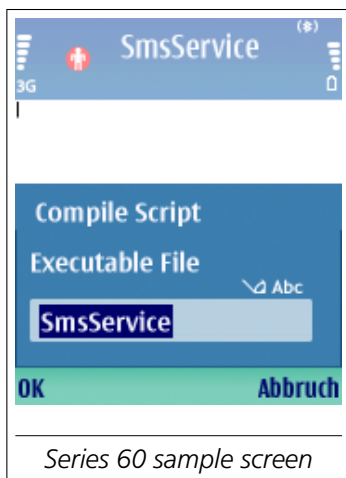 SmsService
3G
Compile Script
Executable File
Abc
SmsService
OK Abbruch
Series 60 sample screen